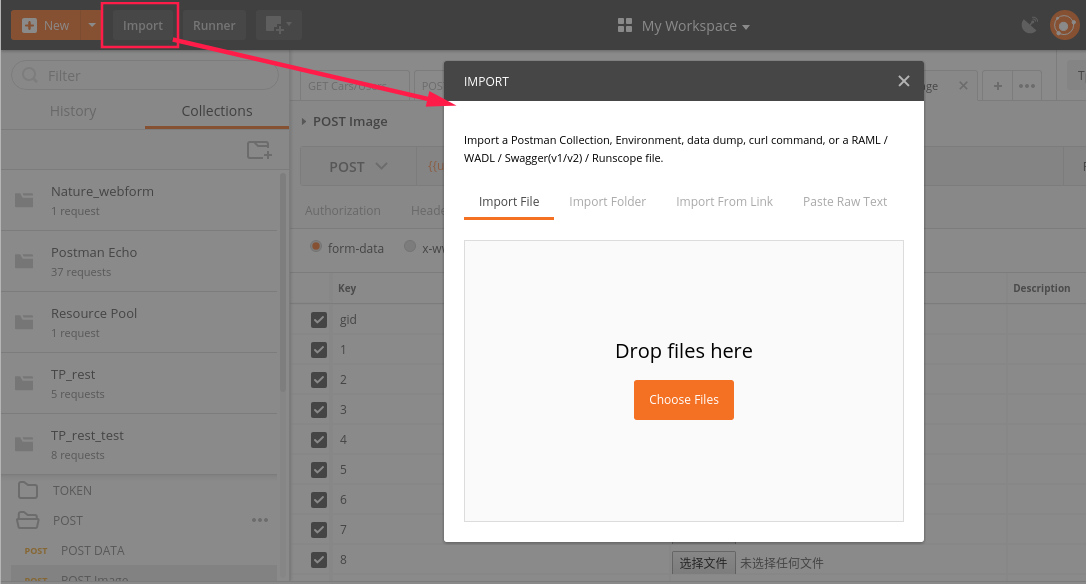 New
Import
Runner
My Workspace
Filter
History
Collections
Nature_webform
1 request
Postman Echo
37 requests
Resource Pool
1 request
TP_rest
5 requests
TP_rest_test
8 requests
TOKEN
POST
POST POST DATA
POST POST Image
GET Cars/
POS
ge
T
POST Image
POST
{{u
Authorization
Heade
form-data
x-ww
Key
Description
gid
1
2
3
4
5
6
7
8
选择文件 未选择任何文件
IMPORT
Import a Postman Collection, Environment, data dump, curl command, or a RAML /
WADL / Swagger(v1/v2) / Runscope file.
Import File
Import Folder
Import From Link
Paste Raw Text
Drop files here
Choose Files